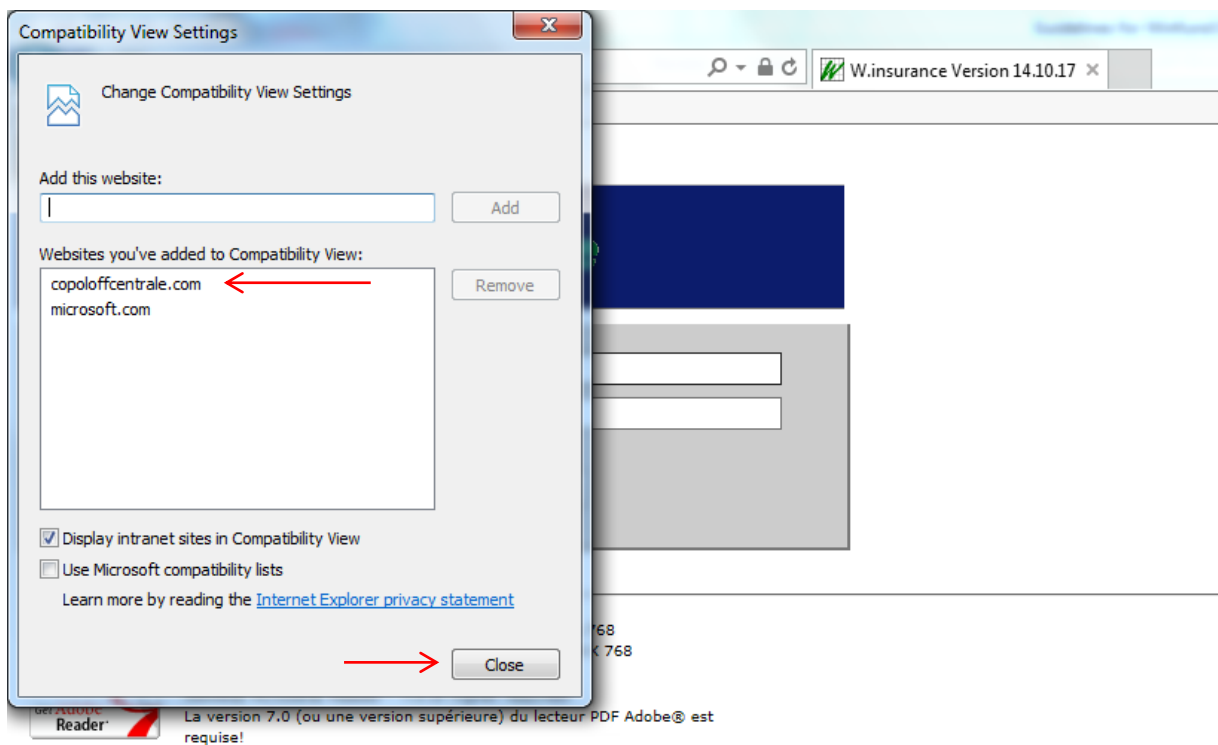 Compatibility View Settings
W.insurance Version 14.10.17
Change Compatibility View Settings
Add this website:
Add
Websites you've added to Compatibility View:
copoloffcentrale.com
Remove
microsoft.com
Display intranet sites in Compatibility View
Use Microsoft compatibility lists
Learn more by reading the Internet Explorer privacy statement
768
X 768
Close
Get Adobe
Reader
La version 7.0 (ou une version supérieure) du lecteur PDF Adobe® est
requise!